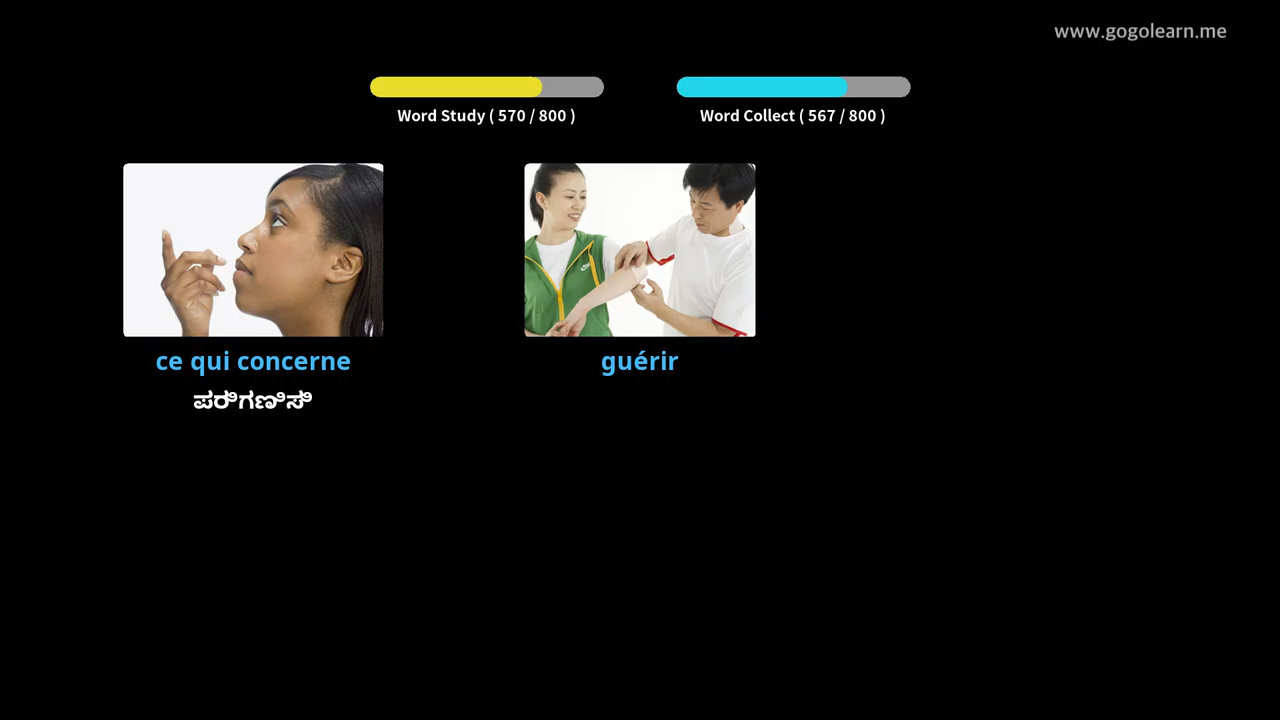 www.gogolearn.me
Word Study ( 570 / 800 )
Word Collect ( 567 / 800 )
ce qui concerne
guérir
ಪರಿಗಣಿಸಿ